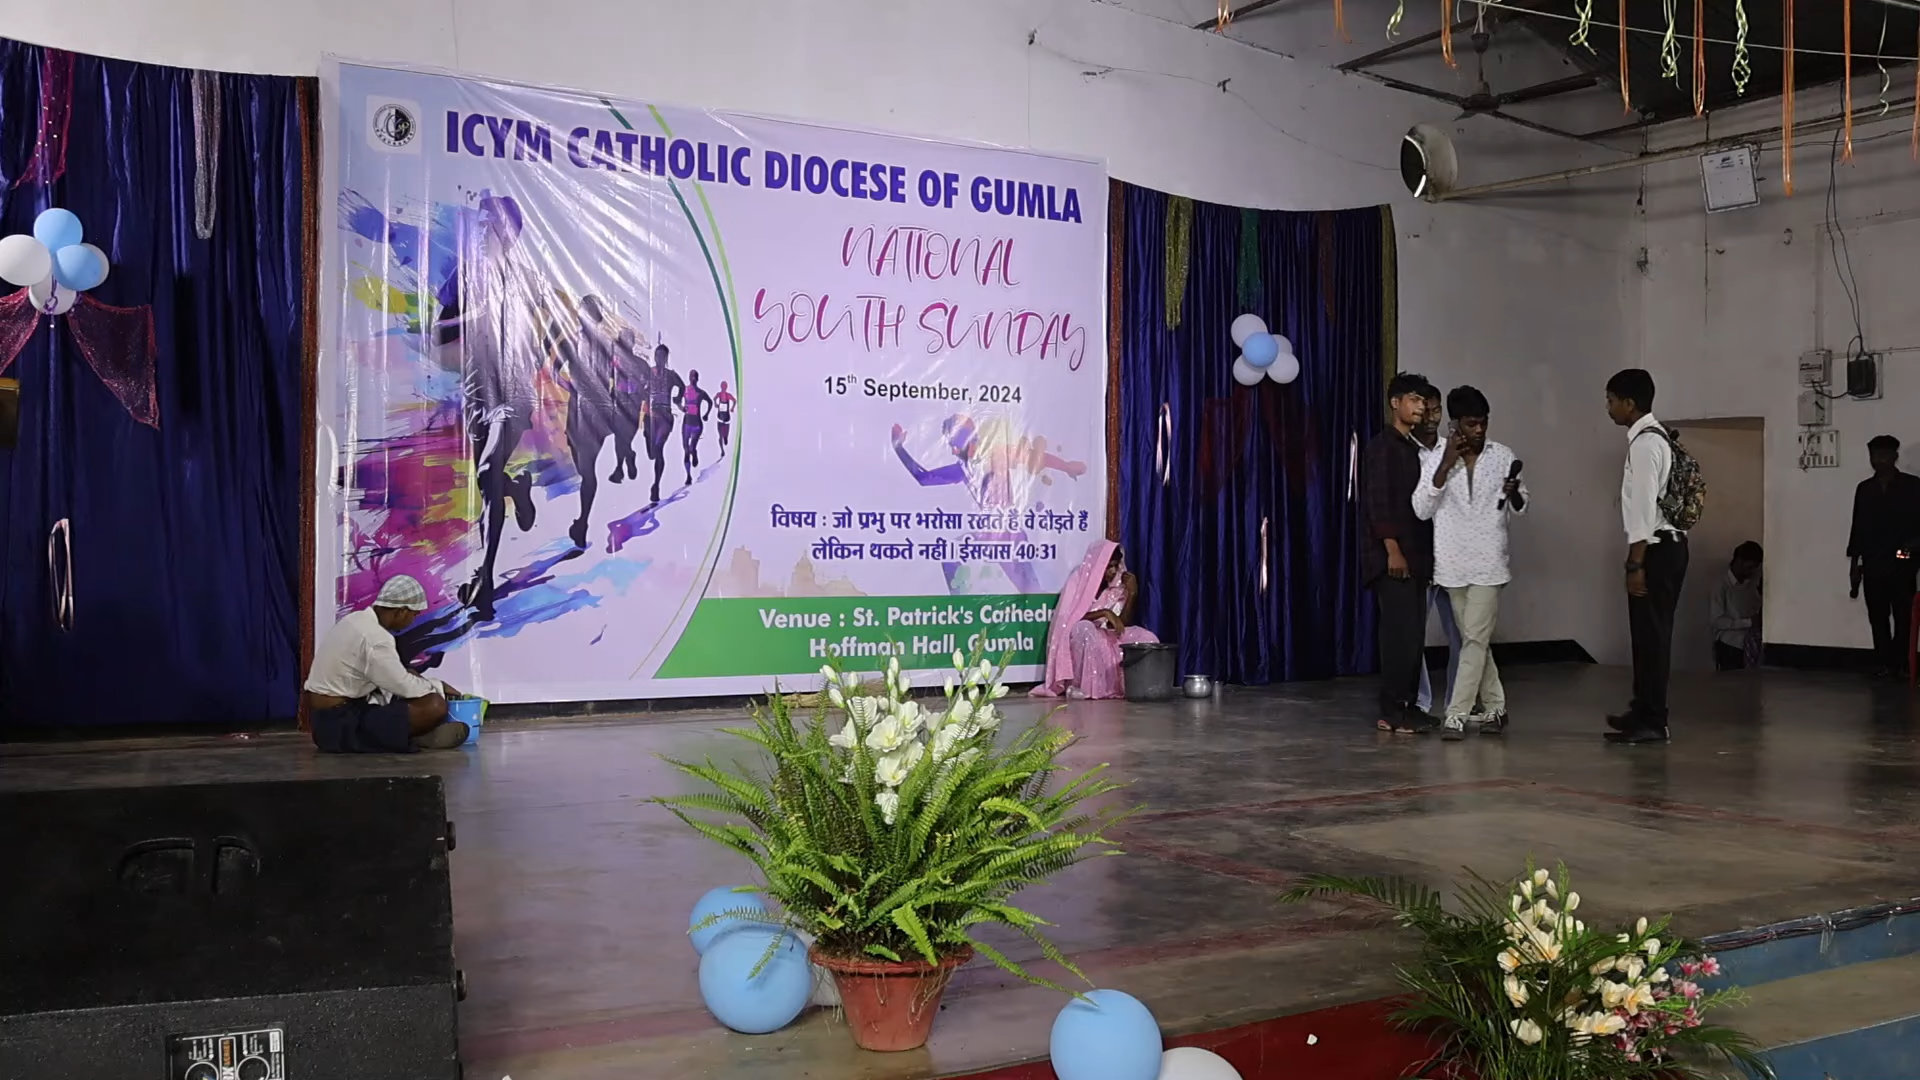 ICYM CATHOLIC DIOCESE OF GUMLA
NATIONAL
YOUTH SUNDAY
15th September, 2024
विषय : जो प्रभु पर भरोसा रखते हैं, वे दौड़ते हैं
लेकिन थकते नहीं। ईसयास 40:31
Venue : St. Patrick's Cathedr
Hoffman Hall, Gumla